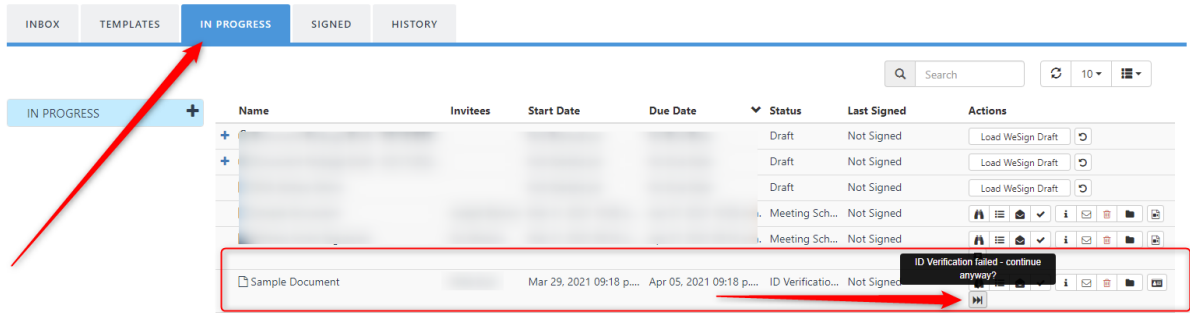 INBOX TEMPLATES IN PROGRESS SIGNED HISTORY
Search 10
IN PROGRESS
Name Invitees Start Date Due Date Status Last Signed Actions
Draft Not Signed Load WeSign Draft
Draft Not Signed Load WeSign Draft
Draft Not Signed Load WeSign Draft
Meeting Sch... Not Signed
Meeting Sch... Not Signed
ID Verification failed - continue
anyway?
Sample Document Mar 29, 2021 09:18 p.... Apr 05, 2021 09:18 p.... ID Verificatio... Not Signed